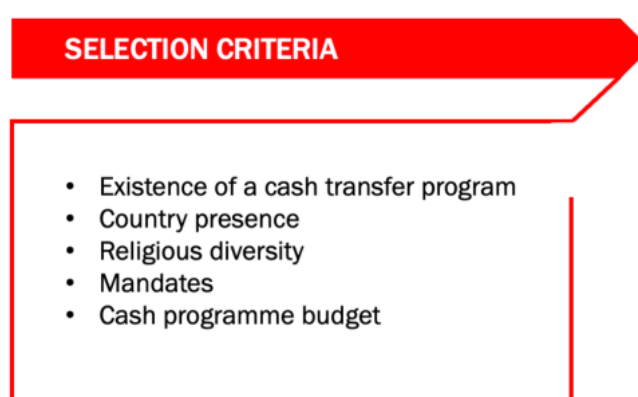 SELECTION CRITERIA
• Existence of a cash transfer program
• Country presence
• Religious diversity
• Mandates
• Cash programme budget